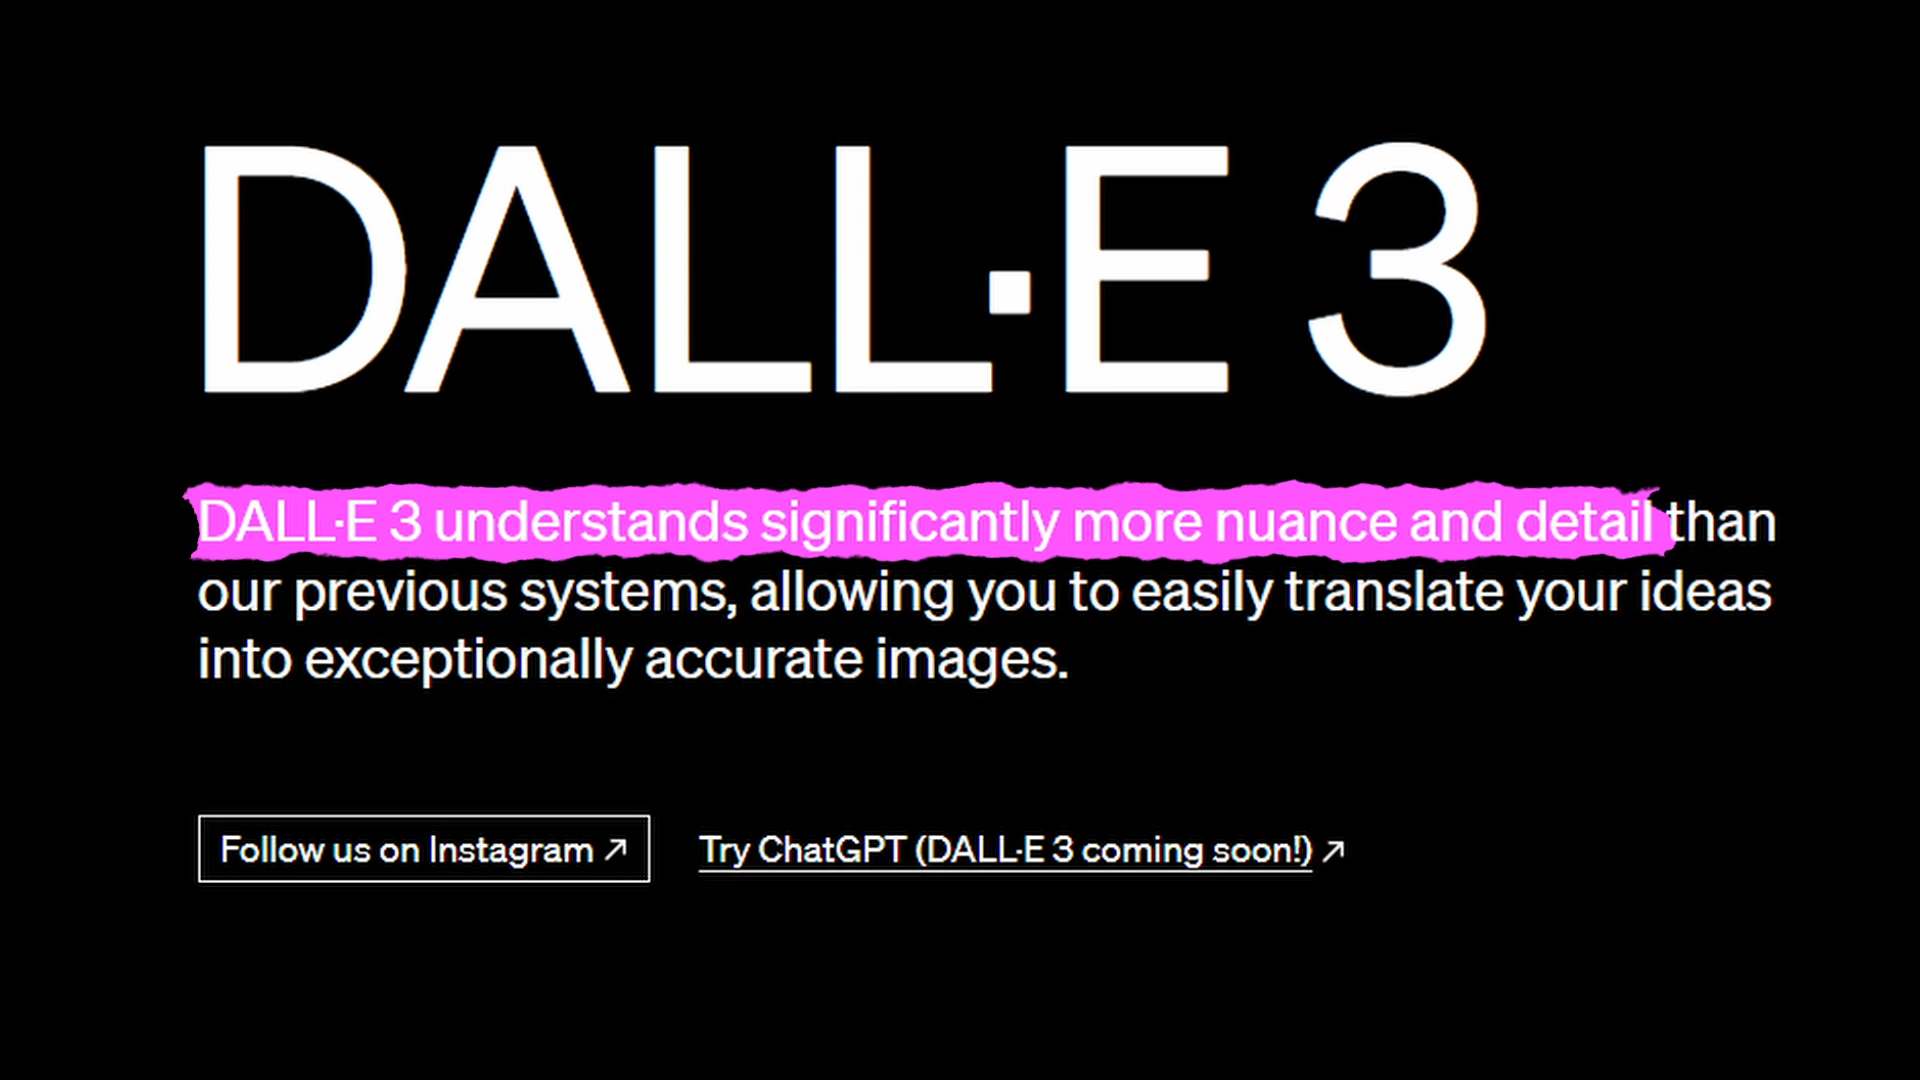 DALL·E 3
DALL·E 3 understands significantly more nuance and detail than
our previous systems, allowing you to easily translate your ideas
into exceptionally accurate images.
Follow us on Instagram ↗
Try ChatGPT (DALL·E 3 coming soon!) ↗